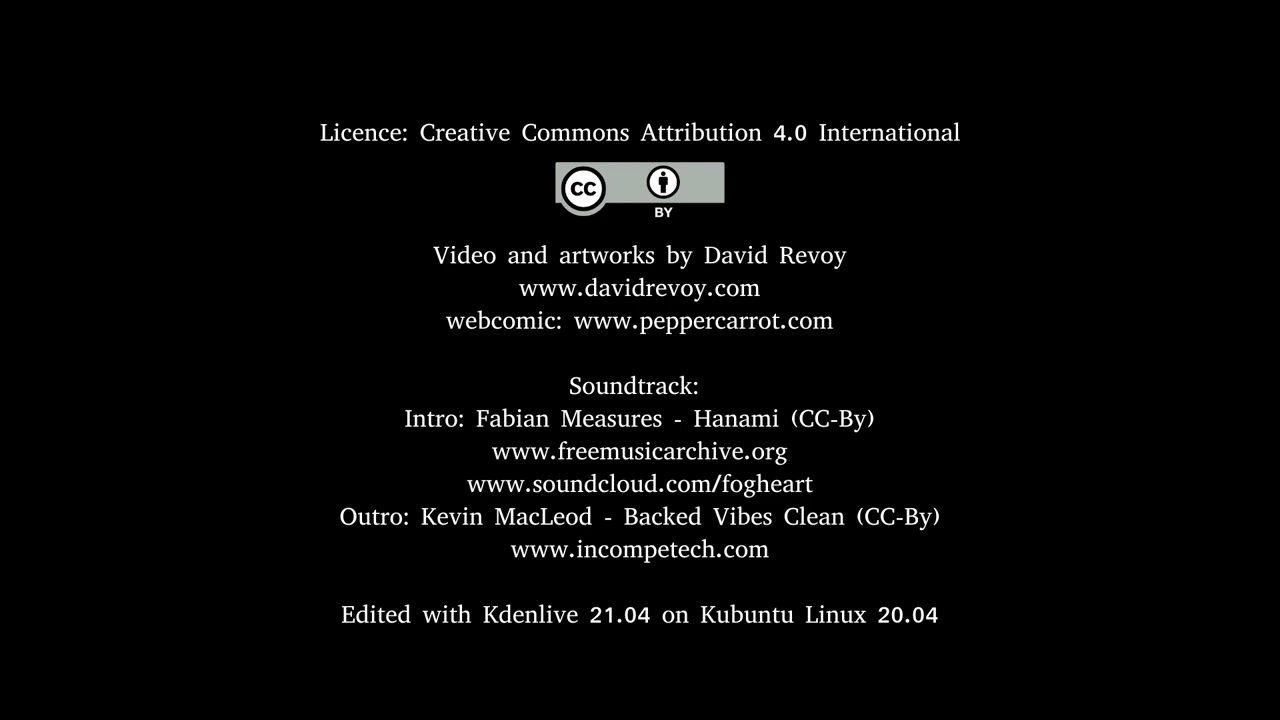 Licence: Creative Commons Attribution 4.0 International
CC
BY
Video and artworks by David Revoy
www.davidrevoy.com
webcomic: www.peppercarrot.com
Soundtrack:
Intro: Fabian Measures - Hanami (CC-By)
www.freemusicarchive.org
www.soundcloud.com/fogheart
Outro: Kevin MacLeod - Backed Vibes Clean (CC-By)
www.incompetech.com
Edited with Kdenlive 21.04 on Kubuntu Linux 20.04